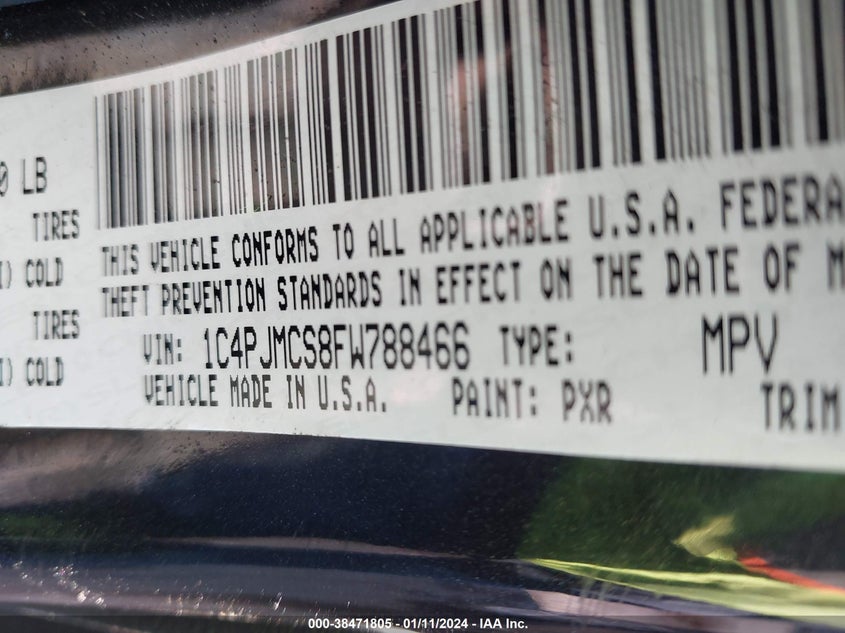 0 LB
TIRES
I) COLD
TIRES
I) COLD
THIS VEHICLE CONFORMS TO ALL APPLICABLE U.S.A. FEDERA
THEFT PREVENTION STANDARDS IN EFFECT ON THE DATE OF M
VIN: 1C4PJMCS8FW788466 TYPE: MPV
VEHICLE MADE IN U.S.A. PAINT: PXR TRIM
000-38471805 - 01/11/2024 - IAA Inc.